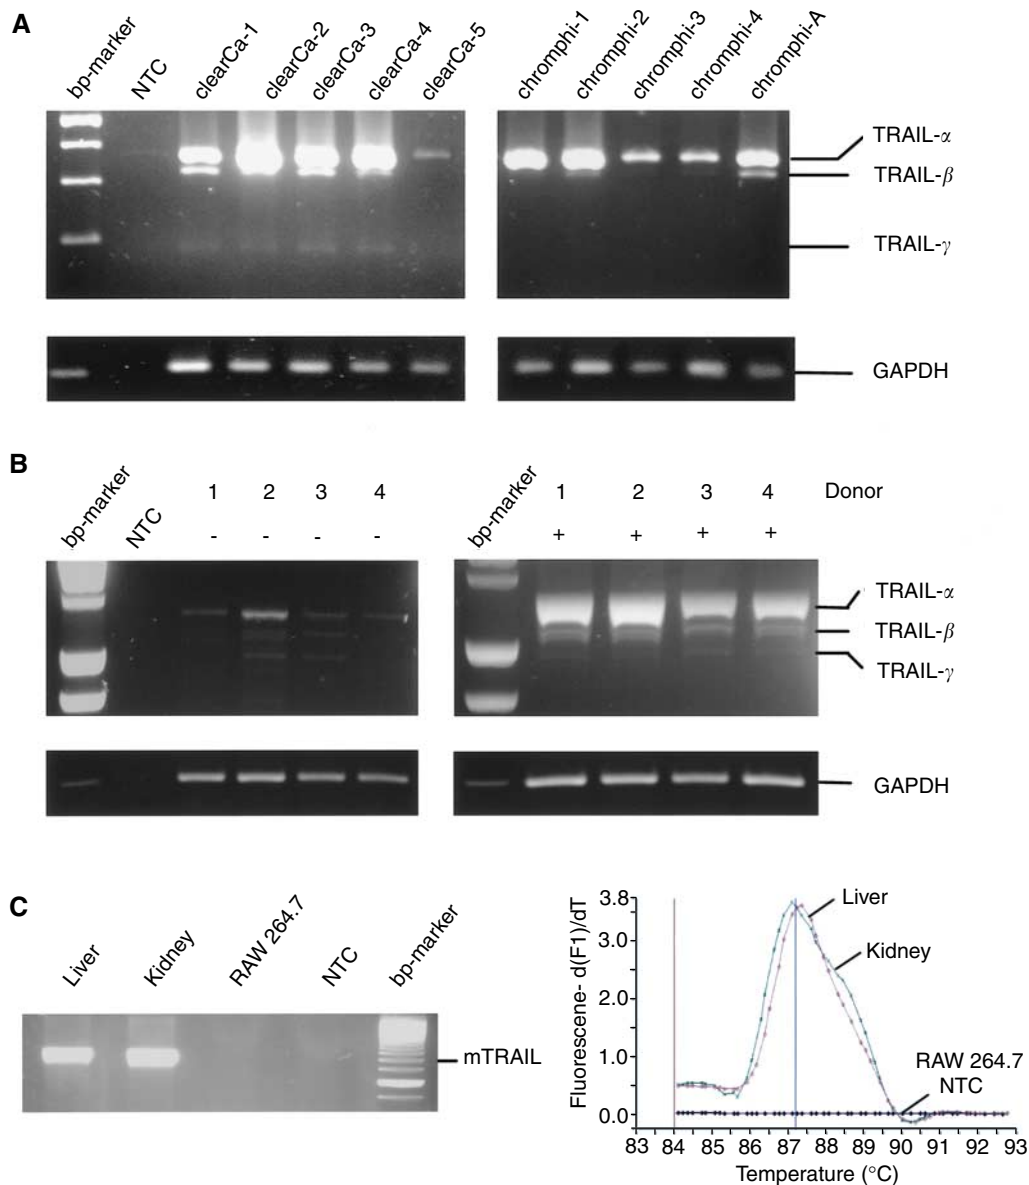 A
bp-marker
NTC
clearCa-1
clearCa-2
clearCa-3
clearCa-4
clearCa-5
chromphi-1
chromphi-2
chromphi-3
chromphi-4
chromphi-A
TRAIL-α
TRAIL-β
TRAIL-γ
GAPDH
B
bp-marker
NTC
1 2 3 4
- - - -
bp-marker
1 2 3 4 Donor
+ + + +
TRAIL-α
TRAIL-β
TRAIL-γ
GAPDH
C
Liver
Kidney
RAW 264.7
NTC
bp-marker
mTRAIL
Fluorescene- d(F1)/dT
3.8
3.0
2.0
1.0
0.0
Liver
Kidney
RAW 264.7
NTC
83 84 85 86 87 88 89 90 91 92 93
Temperature (°C)